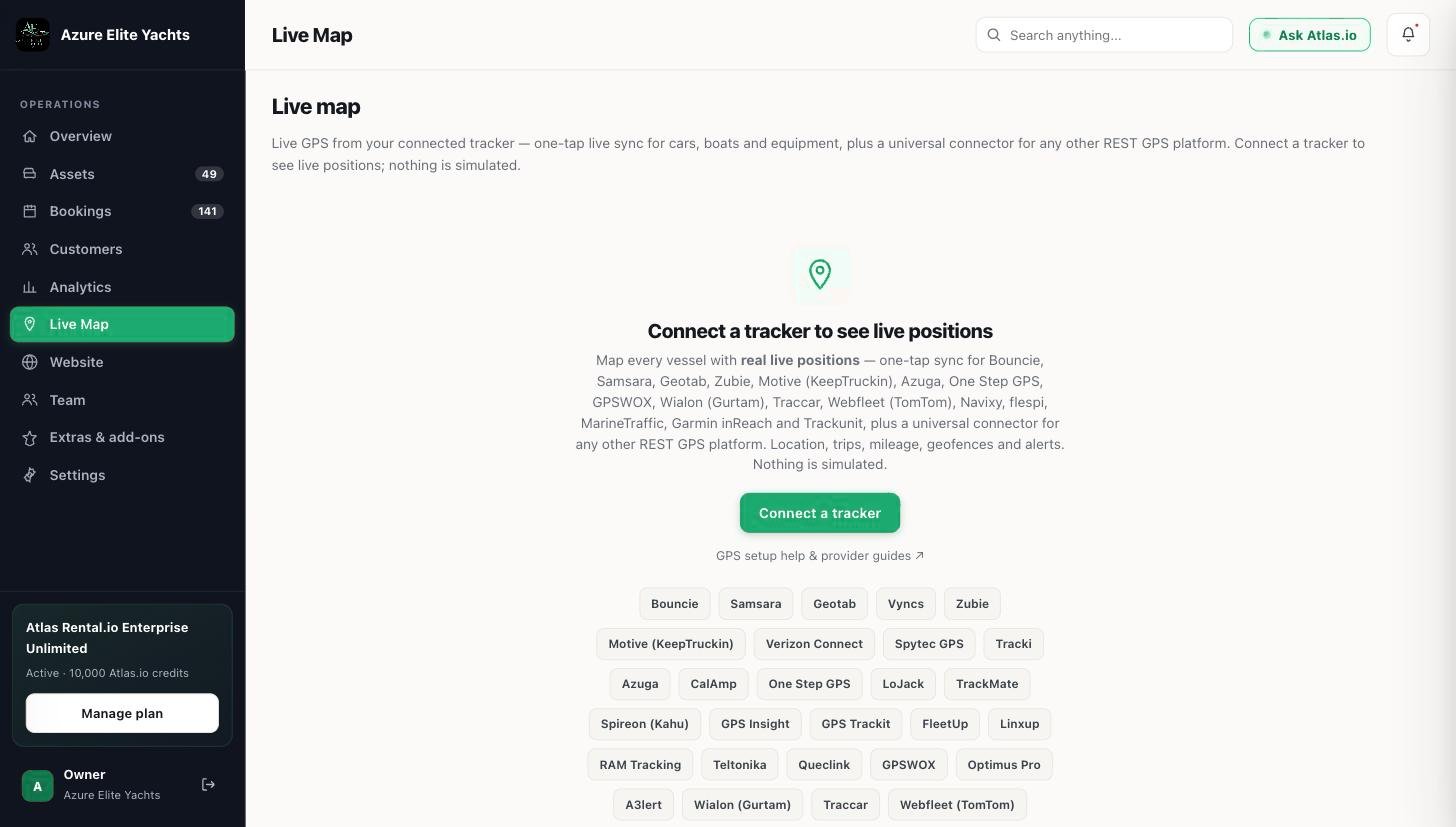 Azure Elite Yachts
Live Map
Search anything...
Ask Atlas.io
OPERATIONS
Overview
Assets 49
Bookings 141
Customers
Analytics
Live Map
Website
Team
Extras & add-ons
Settings
Atlas Rental.io Enterprise
Unlimited
Active · 10,000 Atlas.io credits
Manage plan
A
Owner
Azure Elite Yachts
Live map
Live GPS from your connected tracker — one-tap live sync for cars, boats and equipment, plus a universal connector for any other REST GPS platform. Connect a tracker to
see live positions; nothing is simulated.
Connect a tracker to see live positions
Map every vessel with real live positions — one-tap sync for Bouncie,
Samsara, Geotab, Zubie, Motive (KeepTruckin), Azuga, One Step GPS,
GPSWOX, Wialon (Gurtam), Traccar, Webfleet (TomTom), Navixy, flespi,
MarineTraffic, Garmin inReach and Trackunit, plus a universal connector for
any other REST GPS platform. Location, trips, mileage, geofences and alerts.
Nothing is simulated.
Connect a tracker
GPS setup help & provider guides ↗
Bouncie Samsara Geotab Vyncs Zubie
Motive (KeepTruckin) Verizon Connect Spytec GPS Tracki
Azuga CalAmp One Step GPS LoJack TrackMate
Spireon (Kahu) GPS Insight GPS Trackit FleetUp Linxup
RAM Tracking Teltonika Queclink GPSWOX Optimus Pro
A3lert Wialon (Gurtam) Traccar Webfleet (TomTom)